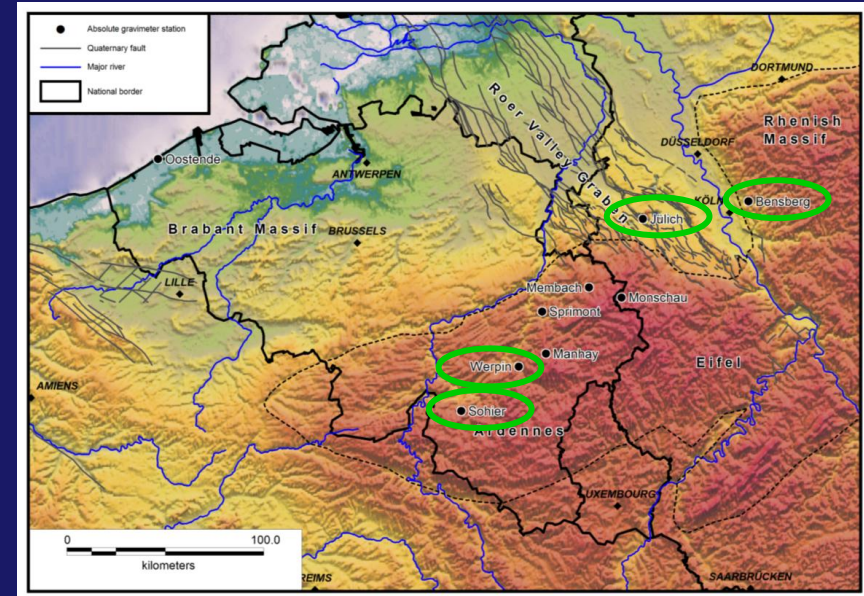 Absolute gravimeter station
Quaternary fault
Major river
National border
DORTMUND
Rhenish
Massif
Roer Valley Graben
DÜSSELDORF
Oostende
ANTWERPEN
KÖLN
Bensberg
Jülich
Brabant Massif
BRUSSELS
LILLE
Membach
Monschau
Sprimont
Manhay
Werpin
Eifel
AMIENS
Sohier
Ardennes
LUXEMBOURG
0
100.0
kilometers
REIMS
SAARBRÜCKEN